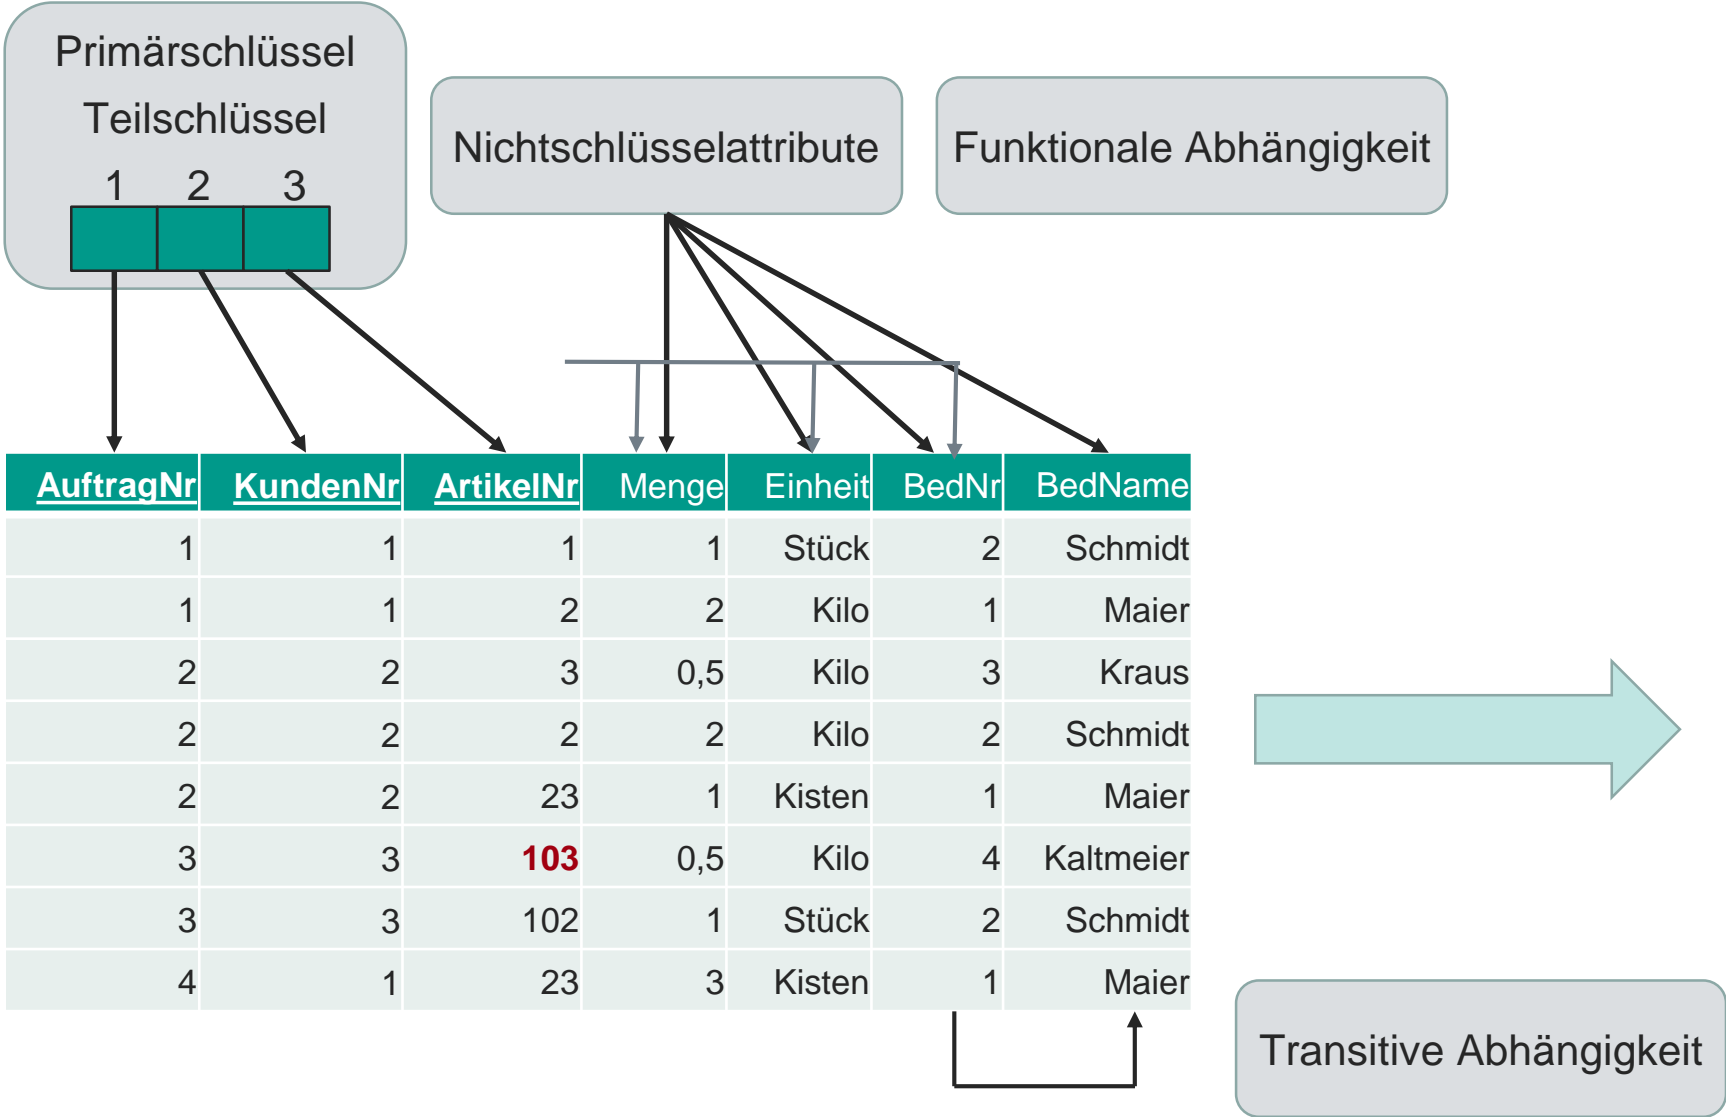 Primärschlüssel
Teilschlüssel
1 2 3
Nichtschlüsselattribute
Funktionale Abhängigkeit
AuftragNr KundenNr ArtikelNr Menge Einheit BedNr BedName
1 1 1 1 Stück 2 Schmidt
1 1 2 2 Kilo 1 Maier
2 2 3 0,5 Kilo 3 Kraus
2 2 2 2 Kilo 2 Schmidt
2 2 23 1 Kisten 1 Maier
3 3 103 0,5 Kilo 4 Kaltmeier
3 3 102 1 Stück 2 Schmidt
4 1 23 3 Kisten 1 Maier
Transitive Abhängigkeit